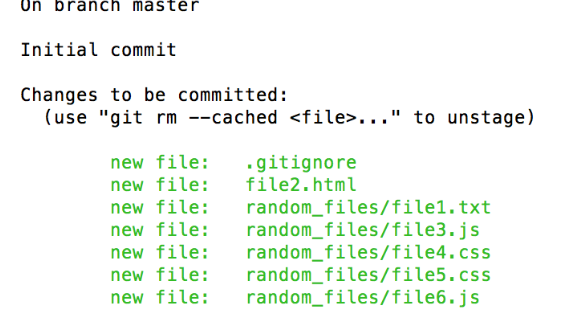 On branch master
Initial commit
Changes to be committed:
(use "git rm --cached <file>..." to unstage)
new file: .gitignore
new file: file2.html
new file: random_files/file1.txt
new file: random_files/file3.js
new file: random_files/file4.css
new file: random_files/file5.css
new file: random_files/file6.js